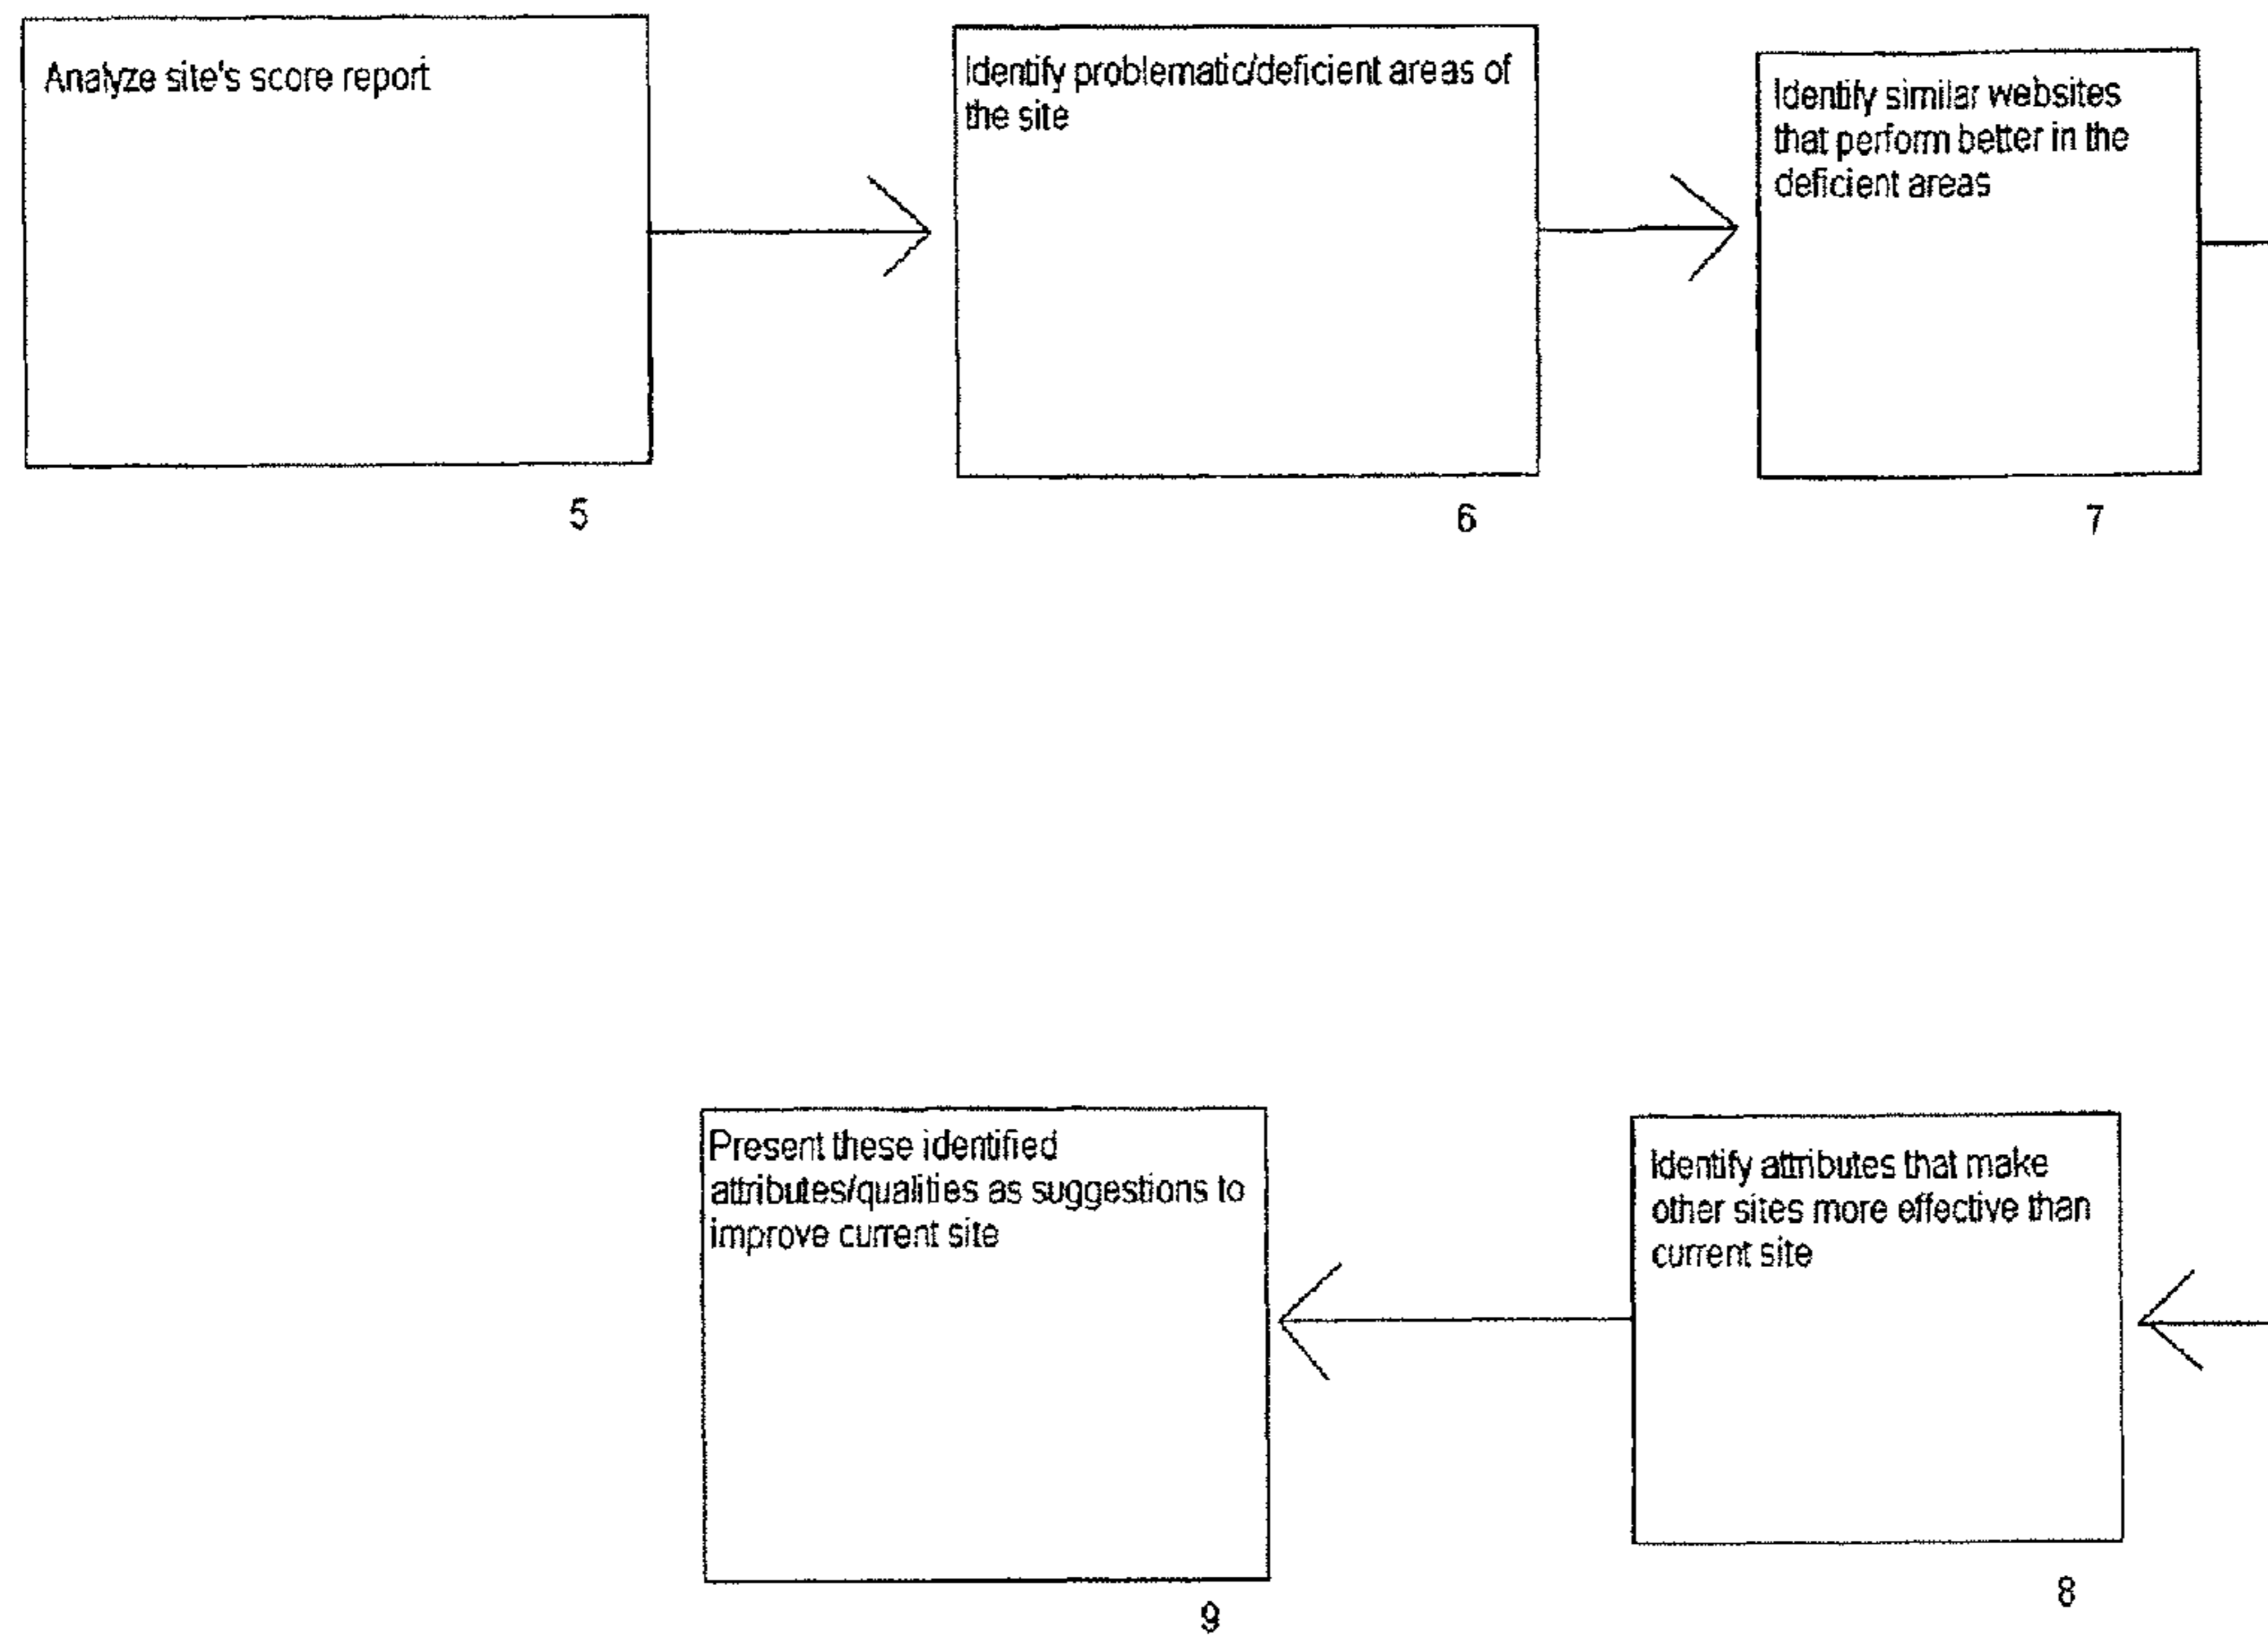 Analyze site's score report
5
Identify problematic/deficient areas of
the site
6
Identify similar websites
that perform better in the
deficient areas
7
Identify attributes that make
other sites more effective than
current site
8
Present these identified
attributes/qualities as suggestions to
improve current site
9